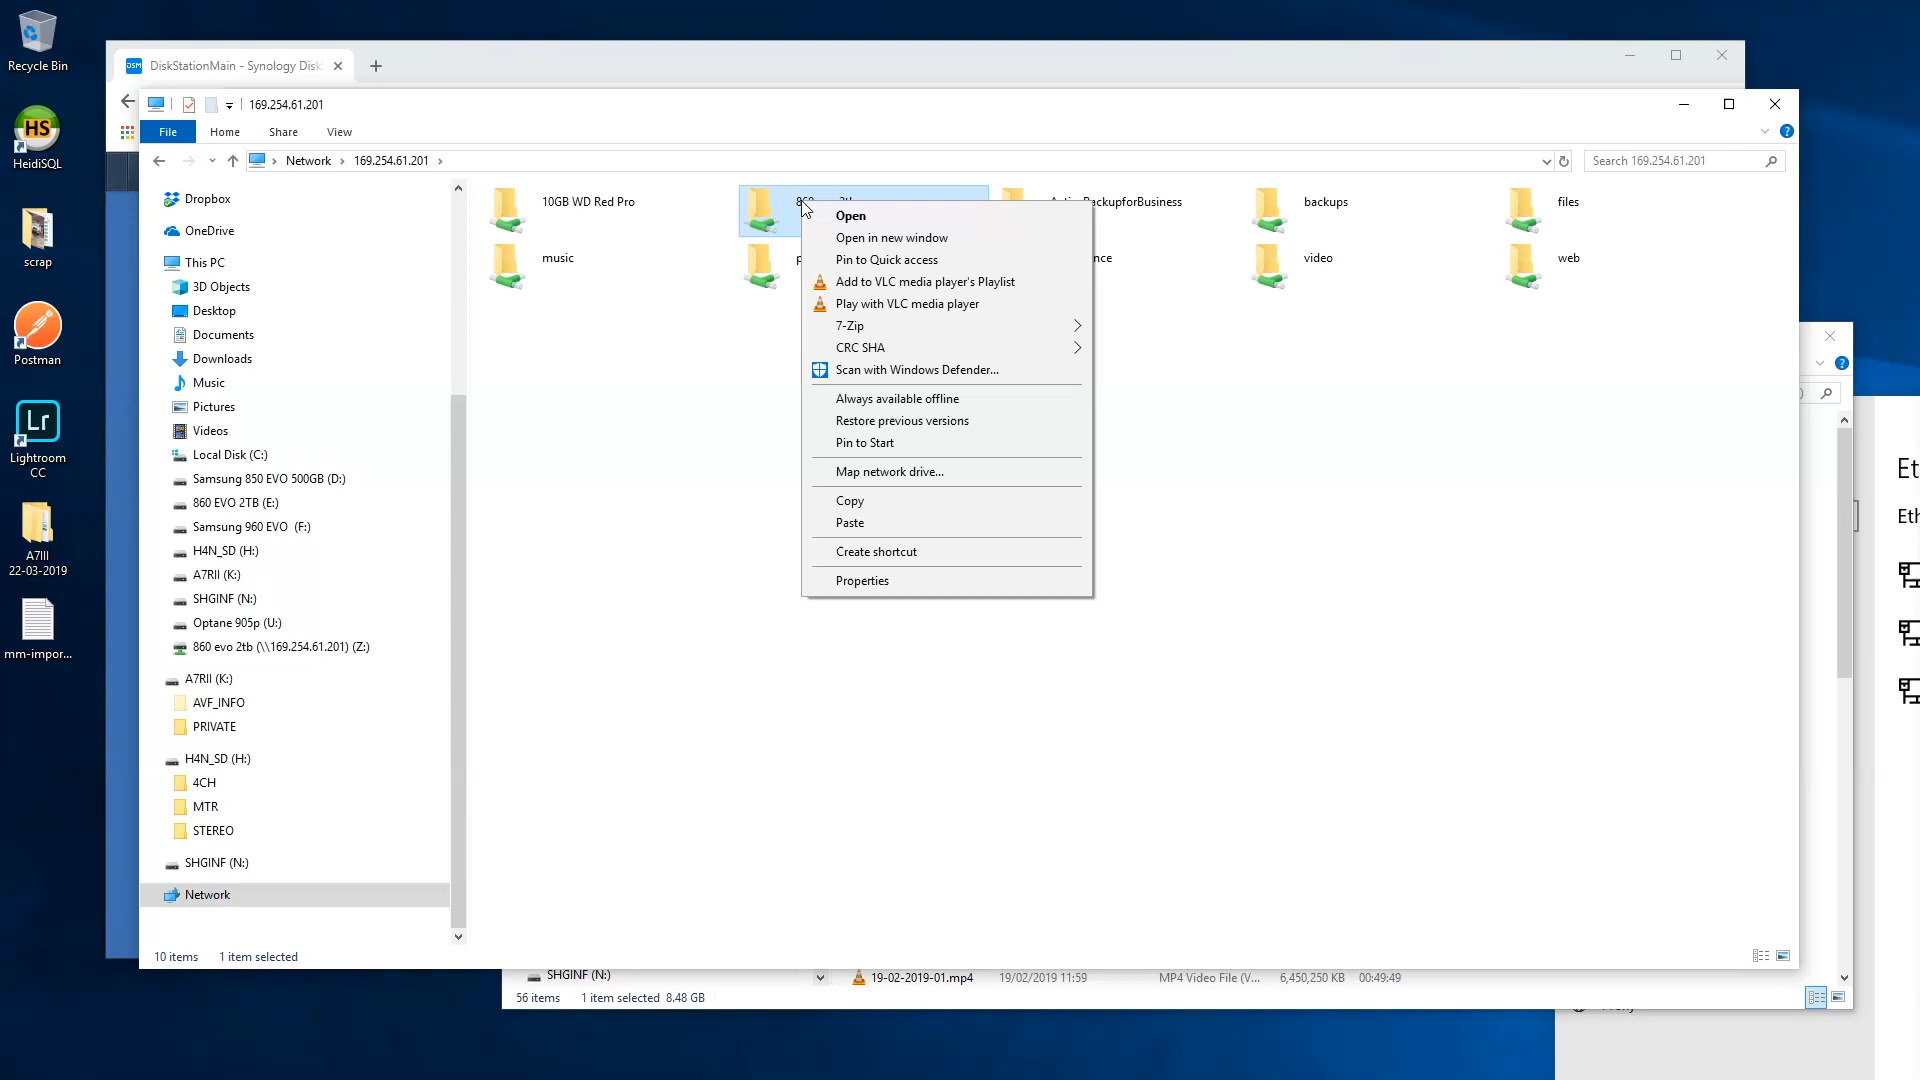 Recycle Bin
HeidiSQL
scrap
Postman
Lightroom
CC
A7III
22-03-2019
mm-impor...
DiskStationMain - Synology Disk
169.254.61.201
File Home Share View
Network > 169.254.61.201 >
Search 169.254.61.201
Dropbox
OneDrive
This PC
3D Objects
Desktop
Documents
Downloads
Music
Pictures
Videos
Local Disk (C:)
Samsung 850 EVO 500GB (D:)
860 EVO 2TB (E:)
Samsung 960 EVO (F:)
H4N_SD (H:)
A7RII (K:)
SHGINF (N:)
Optane 905p (U:)
860 evo 2tb (\\169.254.61.201) (Z:)
A7RII (K:)
AVF_INFO
PRIVATE
H4N_SD (H:)
4CH
MTR
STEREO
SHGINF (N:)
Network
10 items 1 item selected
10GB WD Red Pro
BackupforBusiness
backups
files
music
video
web
Open
Open in new window
Pin to Quick access
Add to VLC media player's Playlist
Play with VLC media player
7-Zip
CRC SHA
Scan with Windows Defender...
Always available offline
Restore previous versions
Pin to Start
Map network drive...
Copy
Paste
Create shortcut
Properties
SHGINF (N:)
19-02-2019-01.mp4 19/02/2019 11:59 MP4 Video File (V... 6,450,250 KB 00:49:49
56 items 1 item selected 8.48 GB
Et
Eth